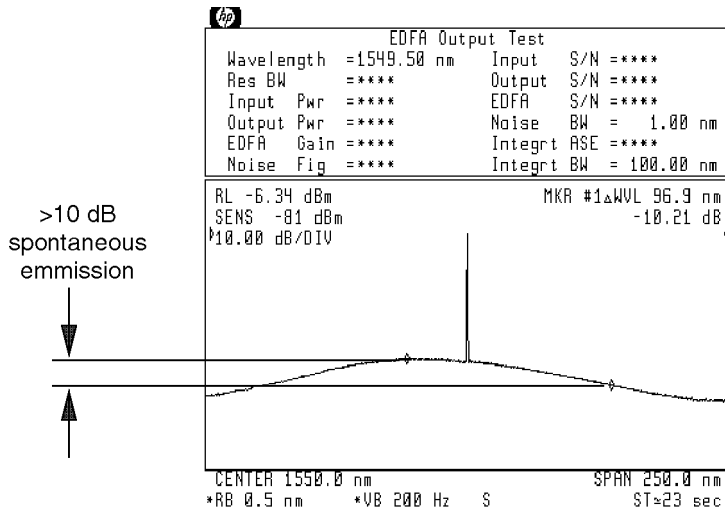 hp
EDFA Output Test
Wavelength =1549.50 nm Input S/N =****
Res BW =**** Output S/N =****
Input Pwr =**** EDFA S/N =****
Output Pwr =**** Noise BW = 1.00 nm
EDFA Gain =**** Integrt ASE =****
Noise Fig =**** Integrt BW = 100.00 nm
RL -6.34 dBm MKR #1△WVL 96.9 nm
SENS -81 dBm -10.21 dB
10.00 dB/DIV
>10 dB
spontaneous
emmission
CENTER 1550.0 nm SPAN 250.0 nm
*RB 0.5 nm *VB 200 Hz S ST≃23 sec